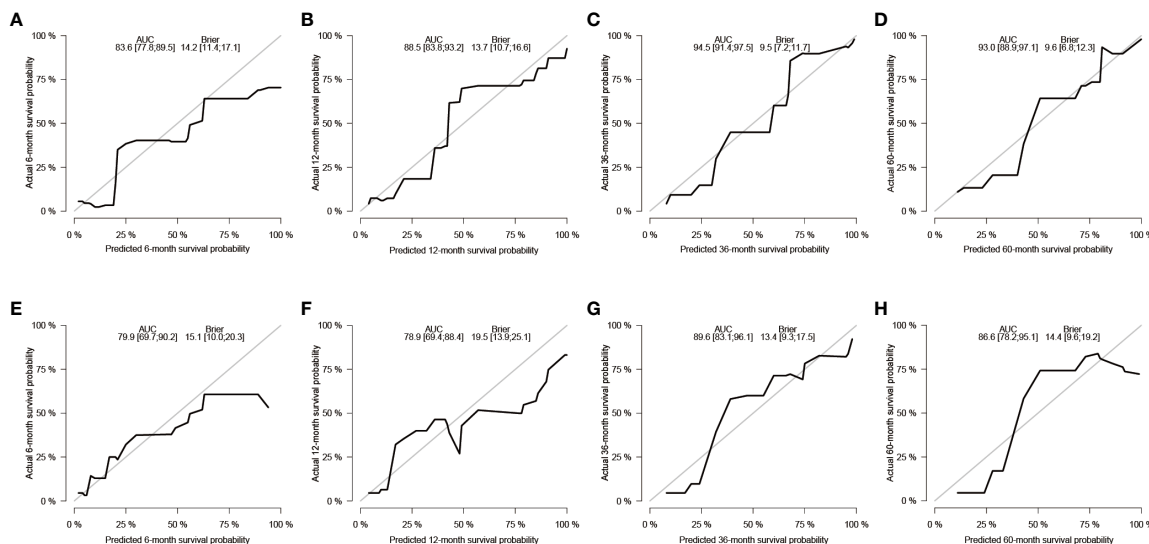 A
AUC Brier
83.6 [77.8;89.5] 14.2 [11.4;17.1]
100 %
75 %
50 %
25 %
0 %
Actual 6-month survival probability
0 % 25 % 50 % 75 % 100 %
Predicted 6-month survival probability
B
AUC Brier
88.5 [83.8;93.2] 13.7 [10.7;16.6]
100 %
75 %
50 %
25 %
0 %
Actual 12-month survival probability
0 % 25 % 50 % 75 % 100 %
Predicted 12-month survival probability
C
AUC Brier
94.5 [91.4;97.5] 9.5 [7.2;11.7]
100 %
75 %
50 %
25 %
0 %
Actual 36-month survival probability
0 % 25 % 50 % 75 % 100 %
Predicted 36-month survival probability
D
AUC Brier
93.0 [88.9;97.1] 9.6 [6.8;12.3]
100 %
75 %
50 %
25 %
0 %
Actual 60-month survival probability
0 % 25 % 50 % 75 % 100 %
Predicted 60-month survival probability
E
AUC Brier
79.9 [69.7;90.2] 15.1 [10.0;20.3]
100 %
75 %
50 %
25 %
0 %
Actual 6-month survival probability
0 % 25 % 50 % 75 % 100 %
Predicted 6-month survival probability
F
AUC Brier
78.9 [69.4;88.4] 19.5 [13.9;25.1]
100 %
75 %
50 %
25 %
0 %
Actual 12-month survival probability
0 % 25 % 50 % 75 % 100 %
Predicted 12-month survival probability
G
AUC Brier
89.6 [83.1;96.1] 13.4 [9.3;17.5]
100 %
75 %
50 %
25 %
0 %
Actual 36-month survival probability
0 % 25 % 50 % 75 % 100 %
Predicted 36-month survival probability
H
AUC Brier
86.6 [78.2;95.1] 14.4 [9.6;19.2]
100 %
75 %
50 %
25 %
0 %
Actual 60-month survival probability
0 % 25 % 50 % 75 % 100 %
Predicted 60-month survival probability